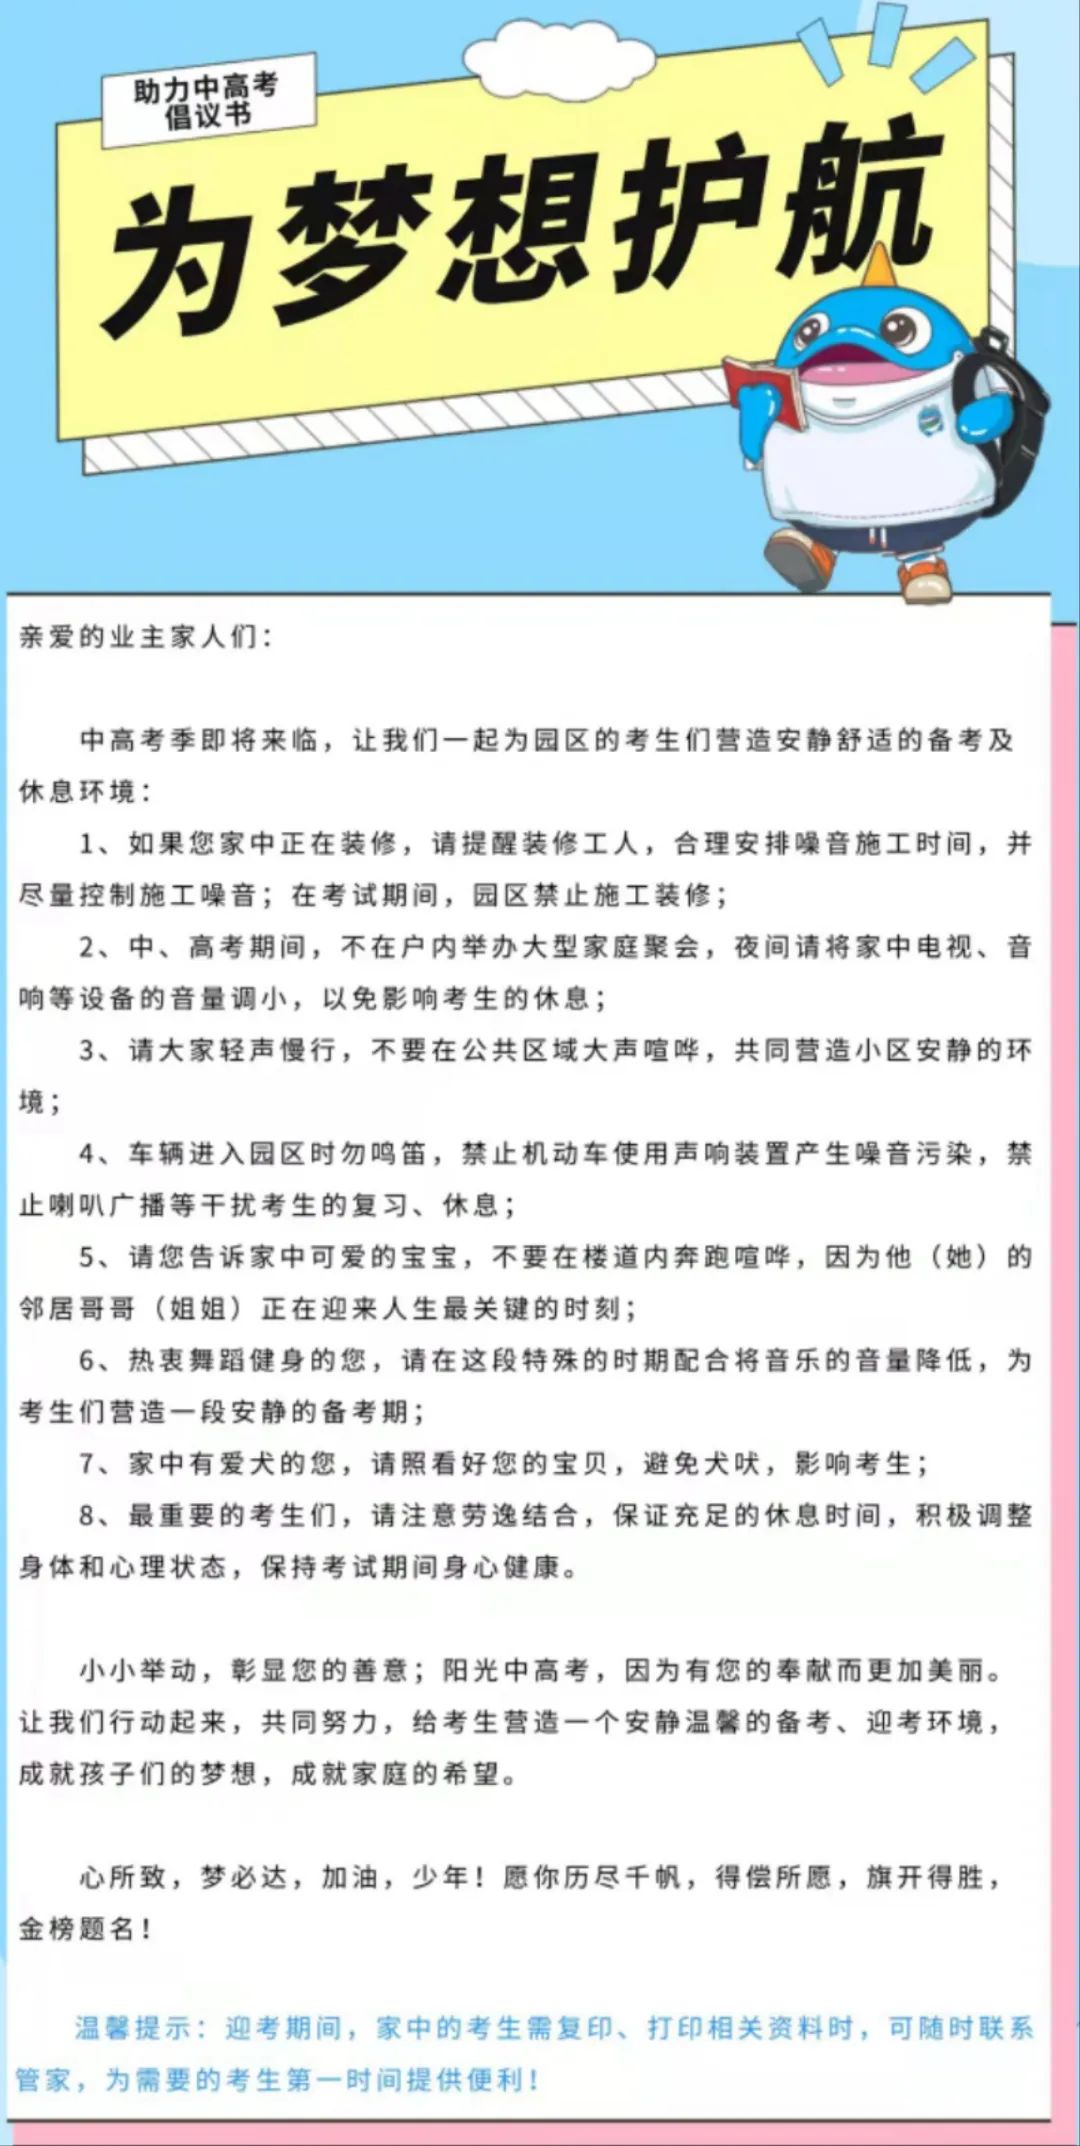 助力中高考
倡议书
为梦想护航
亲爱的业主家人们：
中高考季即将来临，让我们一起为园区的考生们营造安静舒适的备考及
休息环境：
1、如果您家中正在装修，请提醒装修工人，合理安排噪音施工时间，并
尽量控制施工噪音；在考试期间，园区禁止施工装修；
2、中、高考期间，不在户内举办大型家庭聚会，夜间请将家中电视、音
响等设备的音量调小，以免影响考生的休息；
3、请大家轻声慢行，不要在公共区域大声喧哗，共同营造小区安静的环
境；
4、车辆进入园区时勿鸣笛，禁止机动车使用声响装置产生噪音污染，禁
止喇叭广播等干扰考生的复习、休息；
5、请您告诉家中可爱的宝宝，不要在楼道内奔跑喧哗，因为他（她）的
邻居哥哥（姐姐）正在迎来人生最关键的时刻；
6、热衷舞蹈健身的您，请在这段特殊的时期配合将音乐的音量降低，为
考生们营造一段安静的备考期；
7、家中有爱犬的您，请照看好您的宝贝，避免犬吠，影响考生；
8、最重要的考生们，请注意劳逸结合，保证充足的休息时间，积极调整
身体和心理状态，保持考试期间身心健康。
小小举动，彰显您的善意；阳光中高考，因为有您的奉献而更加美丽。
让我们行动起来，共同努力，给考生营造一个安静温馨的备考、迎考环境，
成就孩子们的梦想，成就家庭的希望。
心所致，梦必达，加油，少年！愿你历尽千帆，得偿所愿，旗开得胜，
金榜题名！
温馨提示：迎考期间，家中的考生需复印、打印相关资料时，可随时联系
管家，为需要的考生第一时间提供便利！